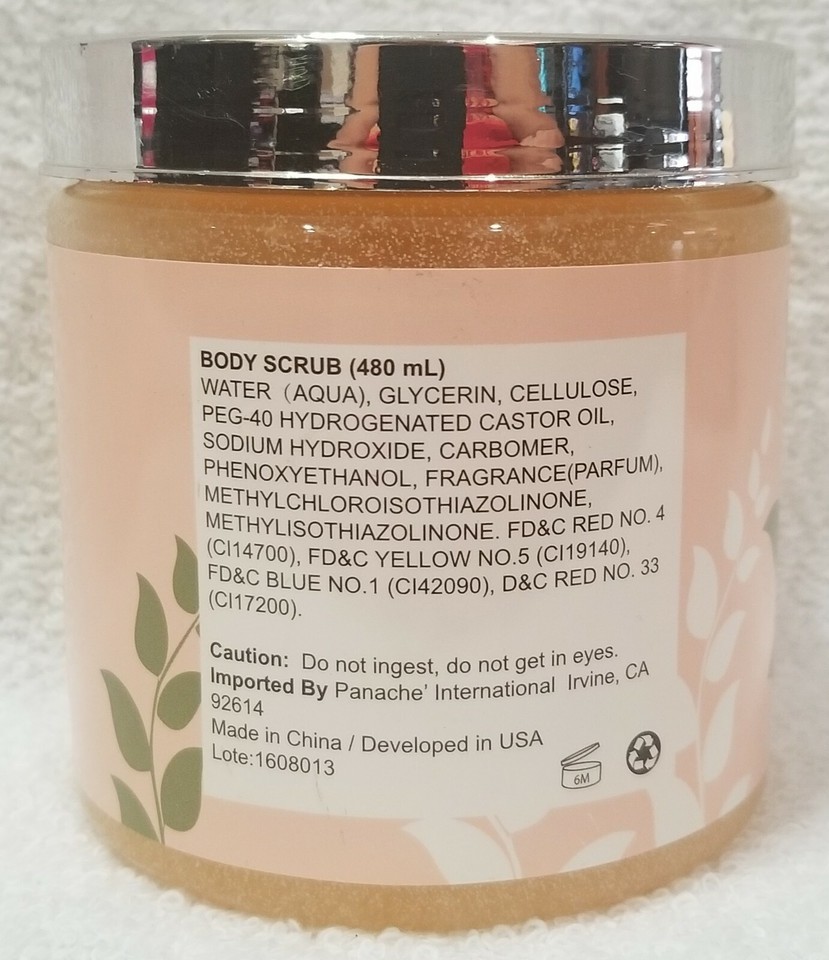 BODY SCRUB (480 mL)
WATER （AQUA), GLYCERIN, CELLULOSE,
PEG-40 HYDROGENATED CASTOR OIL,
SODIUM HYDROXIDE, CARBOMER,
PHENOXYETHANOL, FRAGRANCE(PARFUM),
METHYLCHLOROISOTHIAZOLINONE,
METHYLISOTHIAZOLINONE. FD&C RED NO. 4
(CI14700), FD&C YELLOW NO.5 (CI19140),
FD&C BLUE NO.1 (CI42090), D&C RED NO. 33
(CI17200).
Caution: Do not ingest, do not get in eyes.
Imported By Panache' International Irvine, CA
92614
Made in China / Developed in USA
Lote:1608013
6M